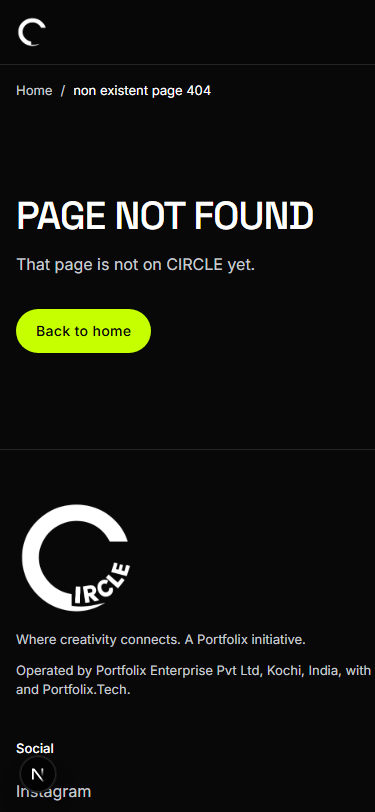 Home / non existent page 404
PAGE NOT FOUND
That page is not on CIRCLE yet.
Back to home
CIRCLE
Where creativity connects. A Portfolix initiative.
Operated by Portfolix Enterprise Pvt Ltd, Kochi, India, with
and Portfolix.Tech.
Social
N
Instagram